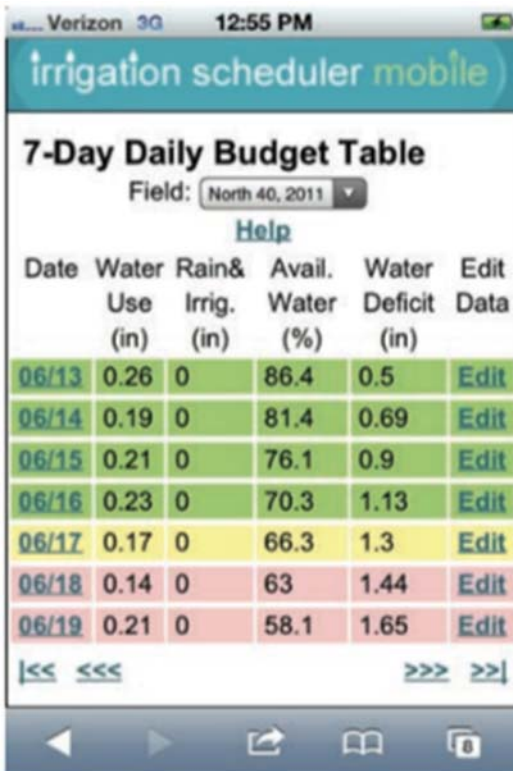 Verizon 3G 12:55 PM
irrigation scheduler mobile
7-Day Daily Budget Table
Field: North 40, 2011
Help
Date Water Rain& Avail. Water Edit
Use Irrig. Water Deficit Data
(in) (in) (%) (in)
06/13 0.26 0 86.4 0.5 Edit
06/14 0.19 0 81.4 0.69 Edit
06/15 0.21 0 76.1 0.9 Edit
06/16 0.23 0 70.3 1.13 Edit
06/17 0.17 0 66.3 1.3 Edit
06/18 0.14 0 63 1.44 Edit
06/19 0.21 0 58.1 1.65 Edit
|<< <<< >>> >>|
8